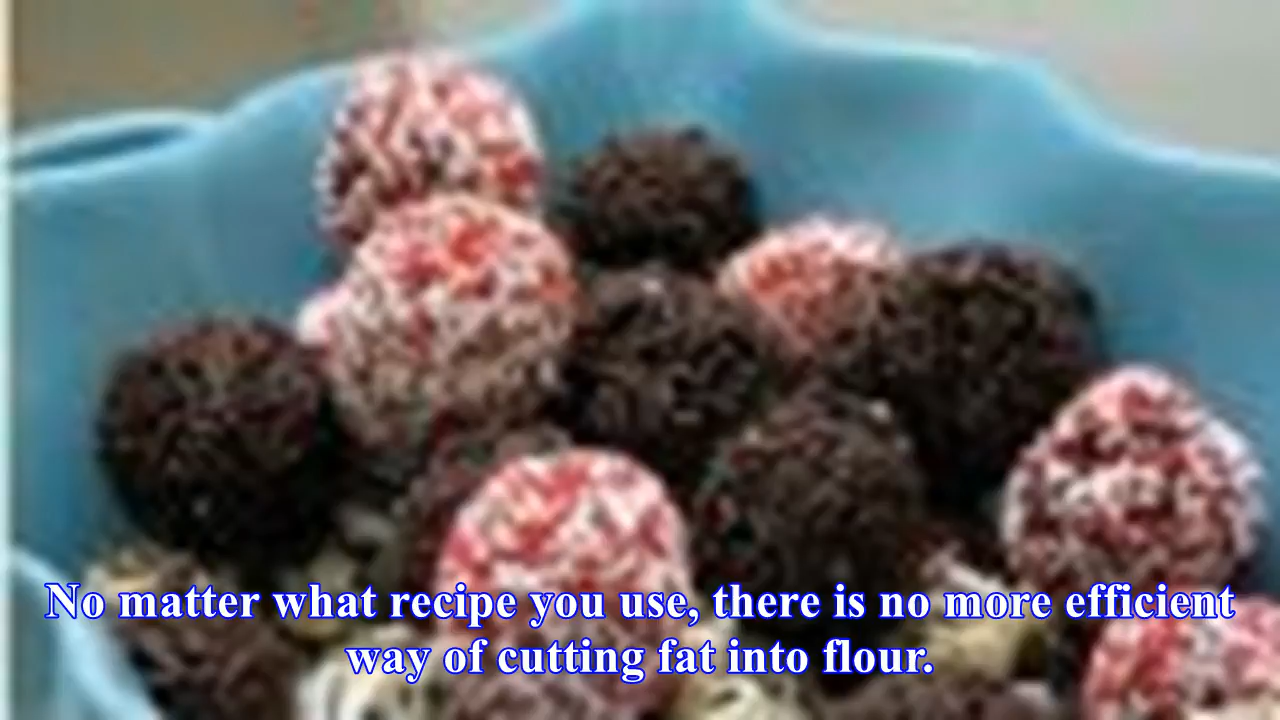 No matter what recipe you use, there is no more efficient
way of cutting fat into flour.